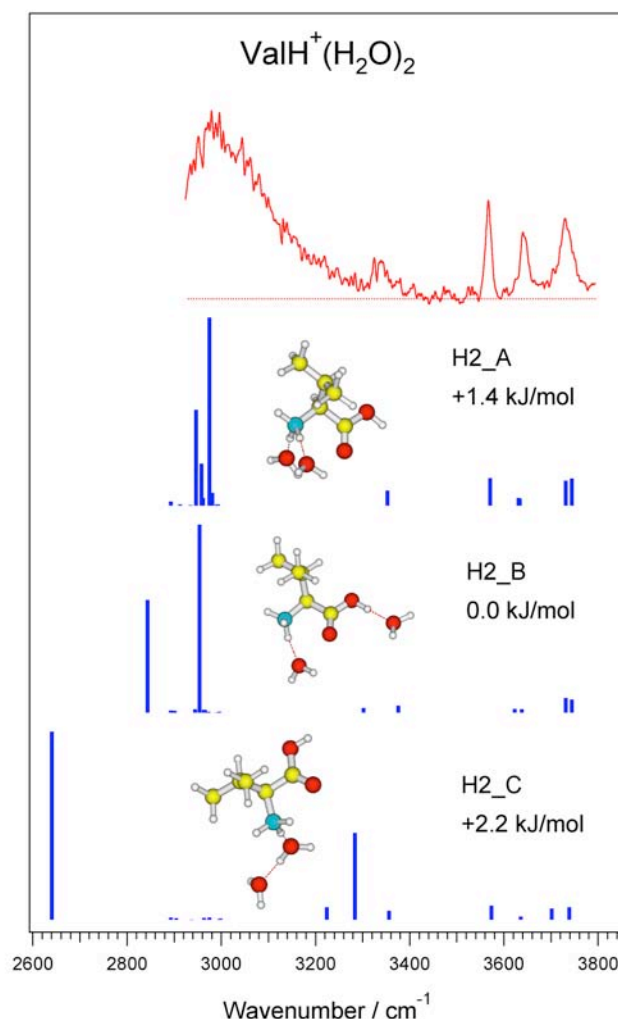 ValH⁺(H₂O)₂
H2_A
+1.4 kJ/mol
H2_B
0.0 kJ/mol
H2_C
+2.2 kJ/mol
2600 2800 3000 3200 3400 3600 3800
Wavenumber / cm⁻¹